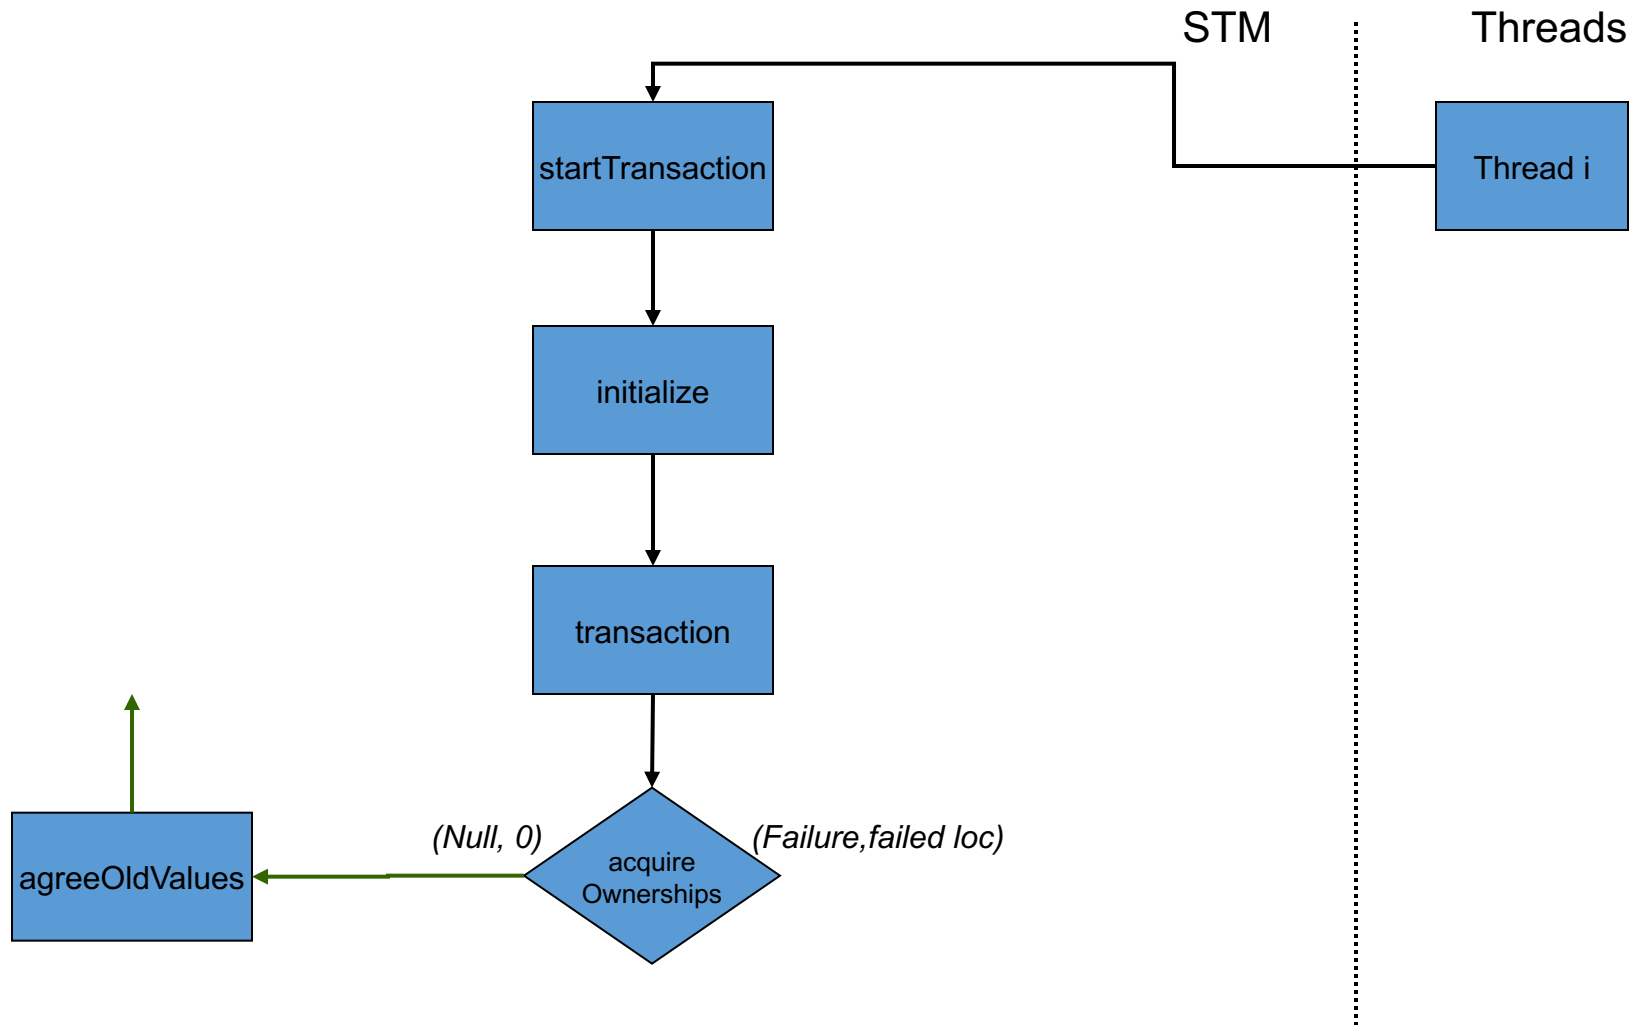 STM
Threads
startTransaction
Thread i
initialize
transaction
(Null, 0)
(Failure,failed loc)
acquire
Ownerships
agreeOldValues